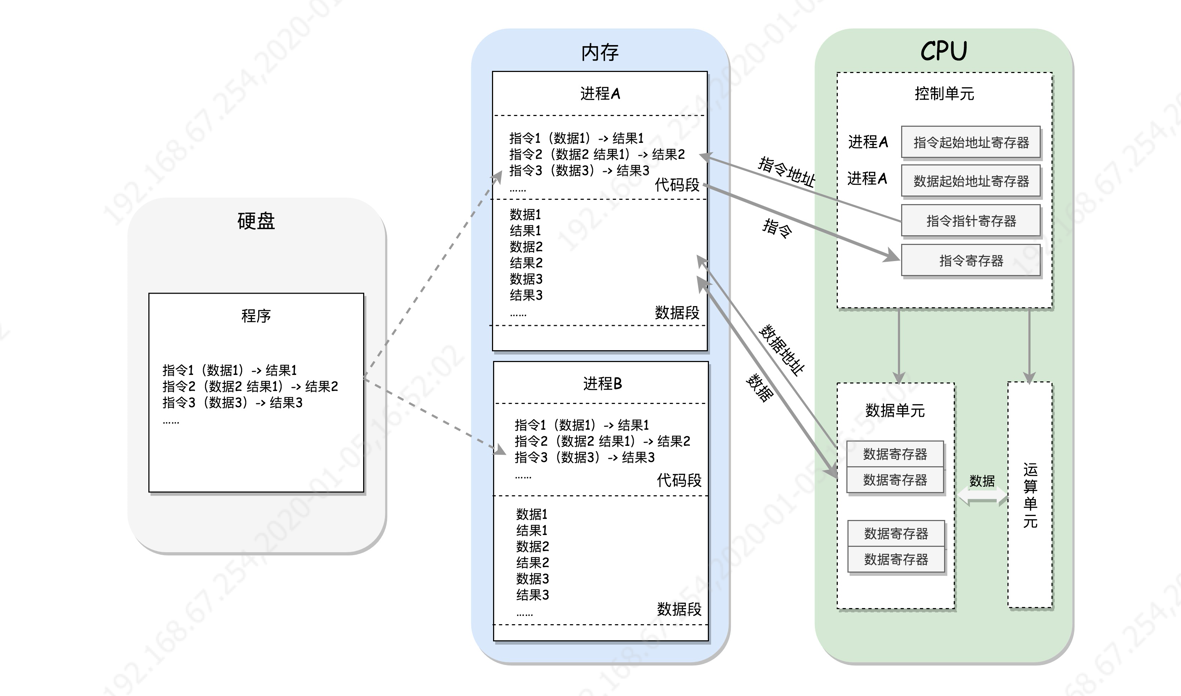 硬盘
程序
指令1（数据1）-> 结果1
指令2（数据2 结果1）-> 结果2
指令3（数据3）-> 结果3
……
内存
进程A
指令1（数据1）-> 结果1
指令2（数据2 结果1）-> 结果2
指令3（数据3）-> 结果3
……
代码段
数据1
结果1
数据2
结果2
数据3
结果3
……
数据段
进程B
指令1（数据1）-> 结果1
指令2（数据2 结果1）-> 结果2
指令3（数据3）-> 结果3
……
代码段
数据1
结果1
数据2
结果2
数据3
结果3
……
数据段
指令地址
指令
数据地址
数据
CPU
控制单元
进程A
指令起始地址寄存器
进程A
数据起始地址寄存器
指令指针寄存器
指令寄存器
数据单元
数据寄存器
数据寄存器
数据寄存器
数据寄存器
数据
运算单元
192.168.67.254,2020-01-05,16:52:02